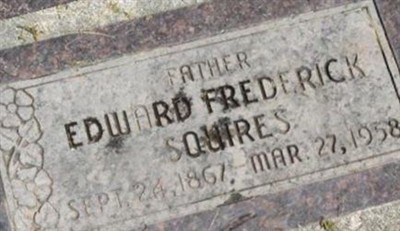 FATHER
EDWARD FREDERICK
SQUIRES
SEPT. 24, 1867. MAR. 27, 1958